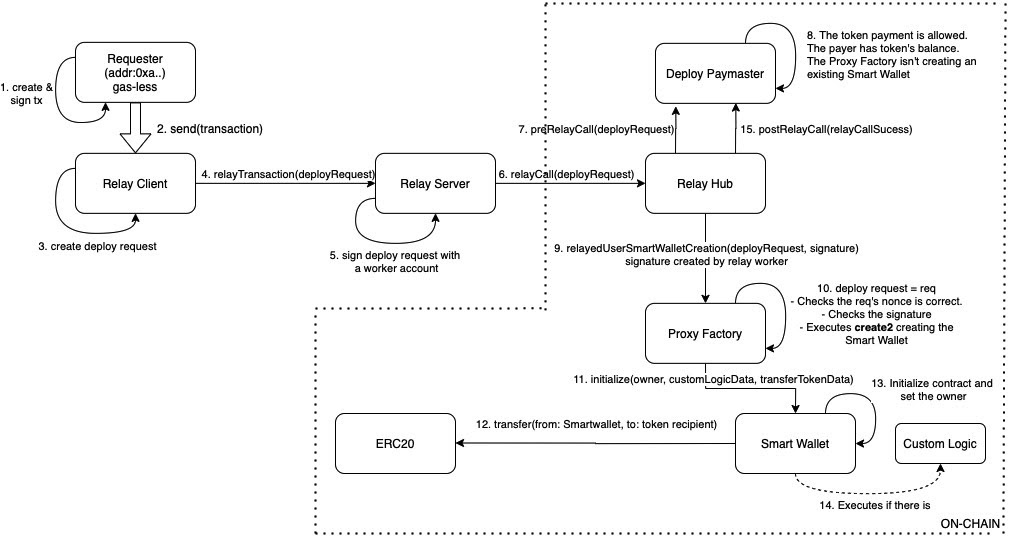 Requester
(addr:0xa..)
gas-less
1. create &
sign tx
2. send(transaction)
Relay Client
3. create deploy request
4. relayTransaction(deployRequest)
Relay Server
5. sign deploy request with
a worker account
6. relayCall(deployRequest)
Relay Hub
7. preRelayCall(deployRequest)
Deploy Paymaster
8. The token payment is allowed.
The payer has token's balance.
The Proxy Factory isn't creating an
existing Smart Wallet
15. postRelayCall(relayCallSucess)
9. relayedUserSmartWalletCreation(deployRequest, signature)
signature created by relay worker
Proxy Factory
10. deploy request = req
- Checks the req's nonce is correct.
- Checks the signature
- Executes create2 creating the
Smart Wallet
11. initialize(owner, customLogicData, transferTokenData)
Smart Wallet
12. transfer(from: Smartwallet, to: token recipient)
ERC20
13. Initialize contract and
set the owner
Custom Logic
14. Executes if there is
ON-CHAIN